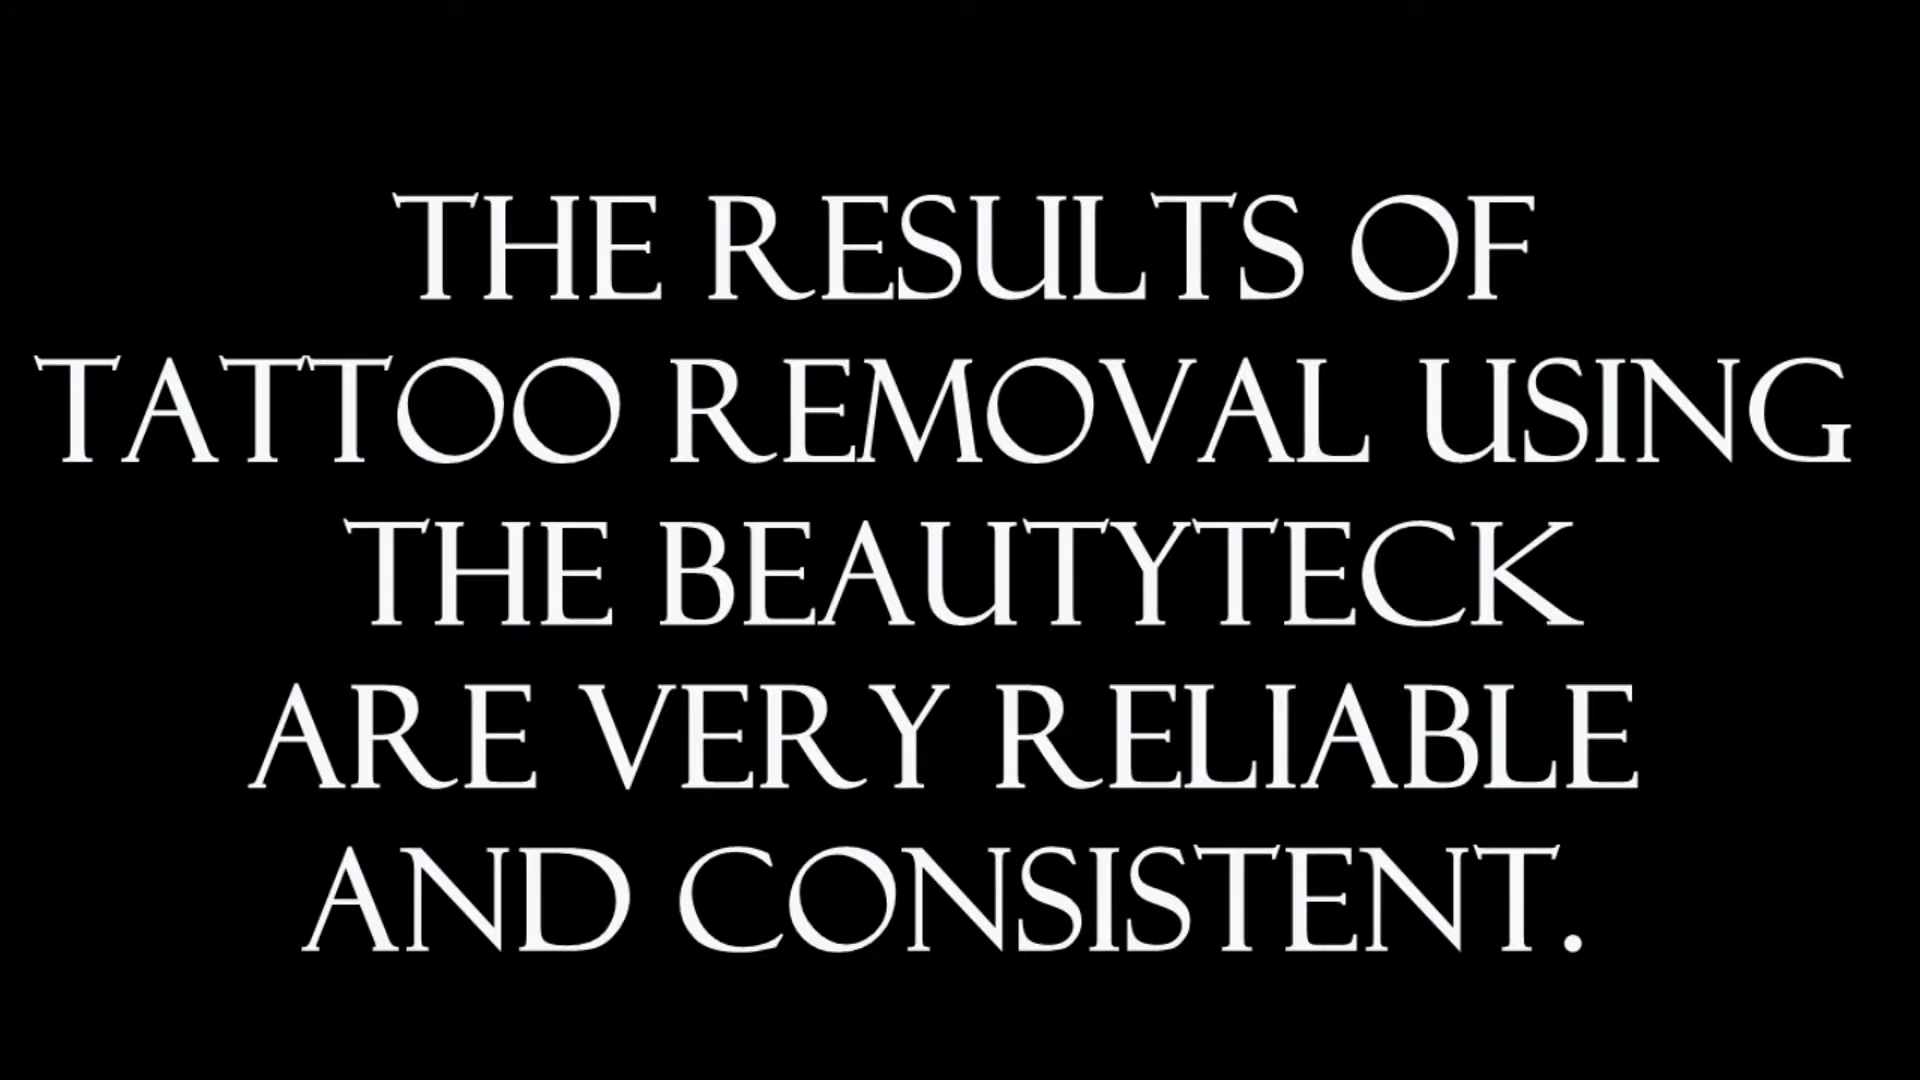 THE RESULTS OF
TATTOO REMOVAL USING
THE BEAUTYTECK
ARE VERY RELIABLE
AND CONSISTENT.